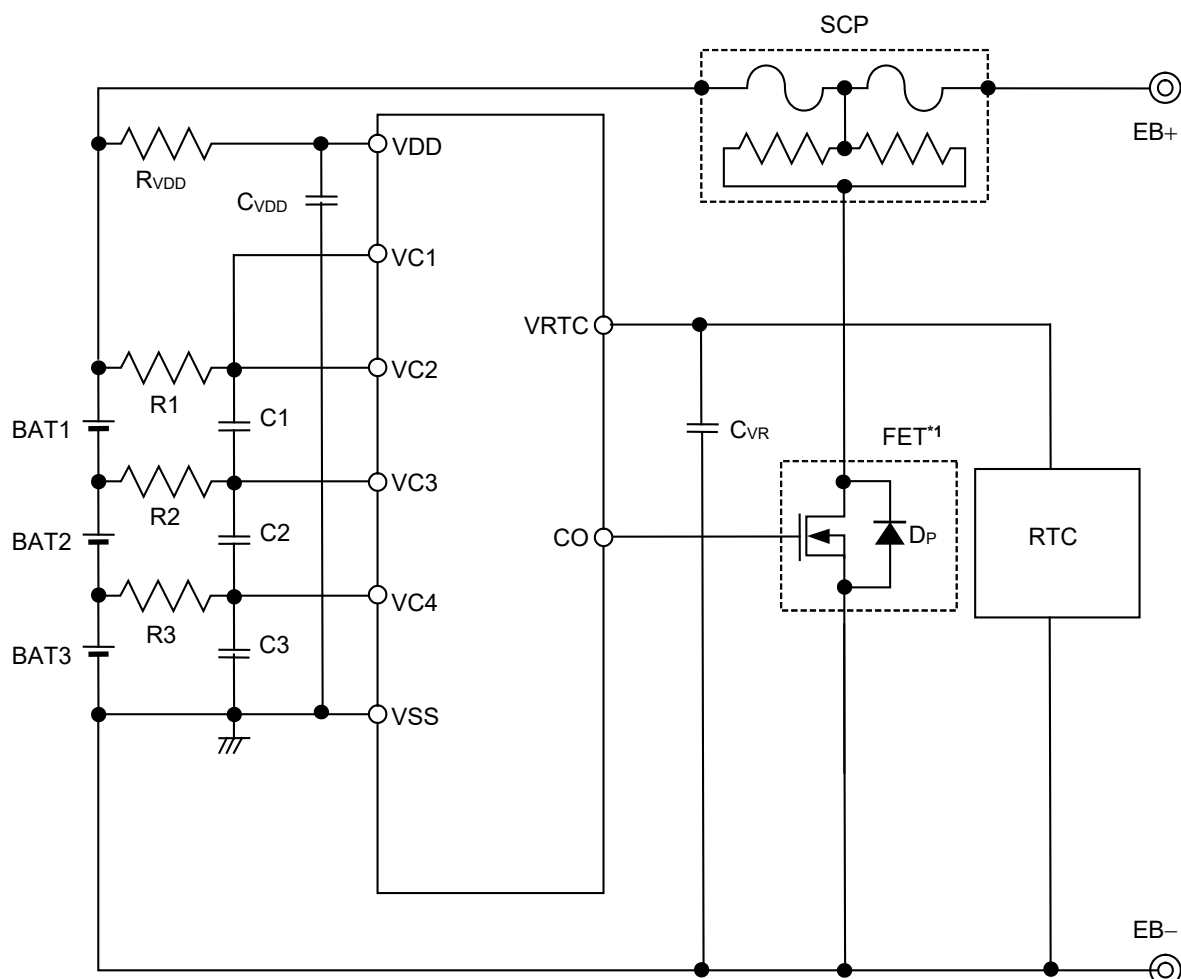 SCP
EB+
VDD
RVDD
CVDD
VC1
VRTC
VC2
R1
C1
BAT1
CVR
FET*1
VC3
R2
C2
BAT2
CO
DP
RTC
VC4
R3
C3
BAT3
VSS
EB−